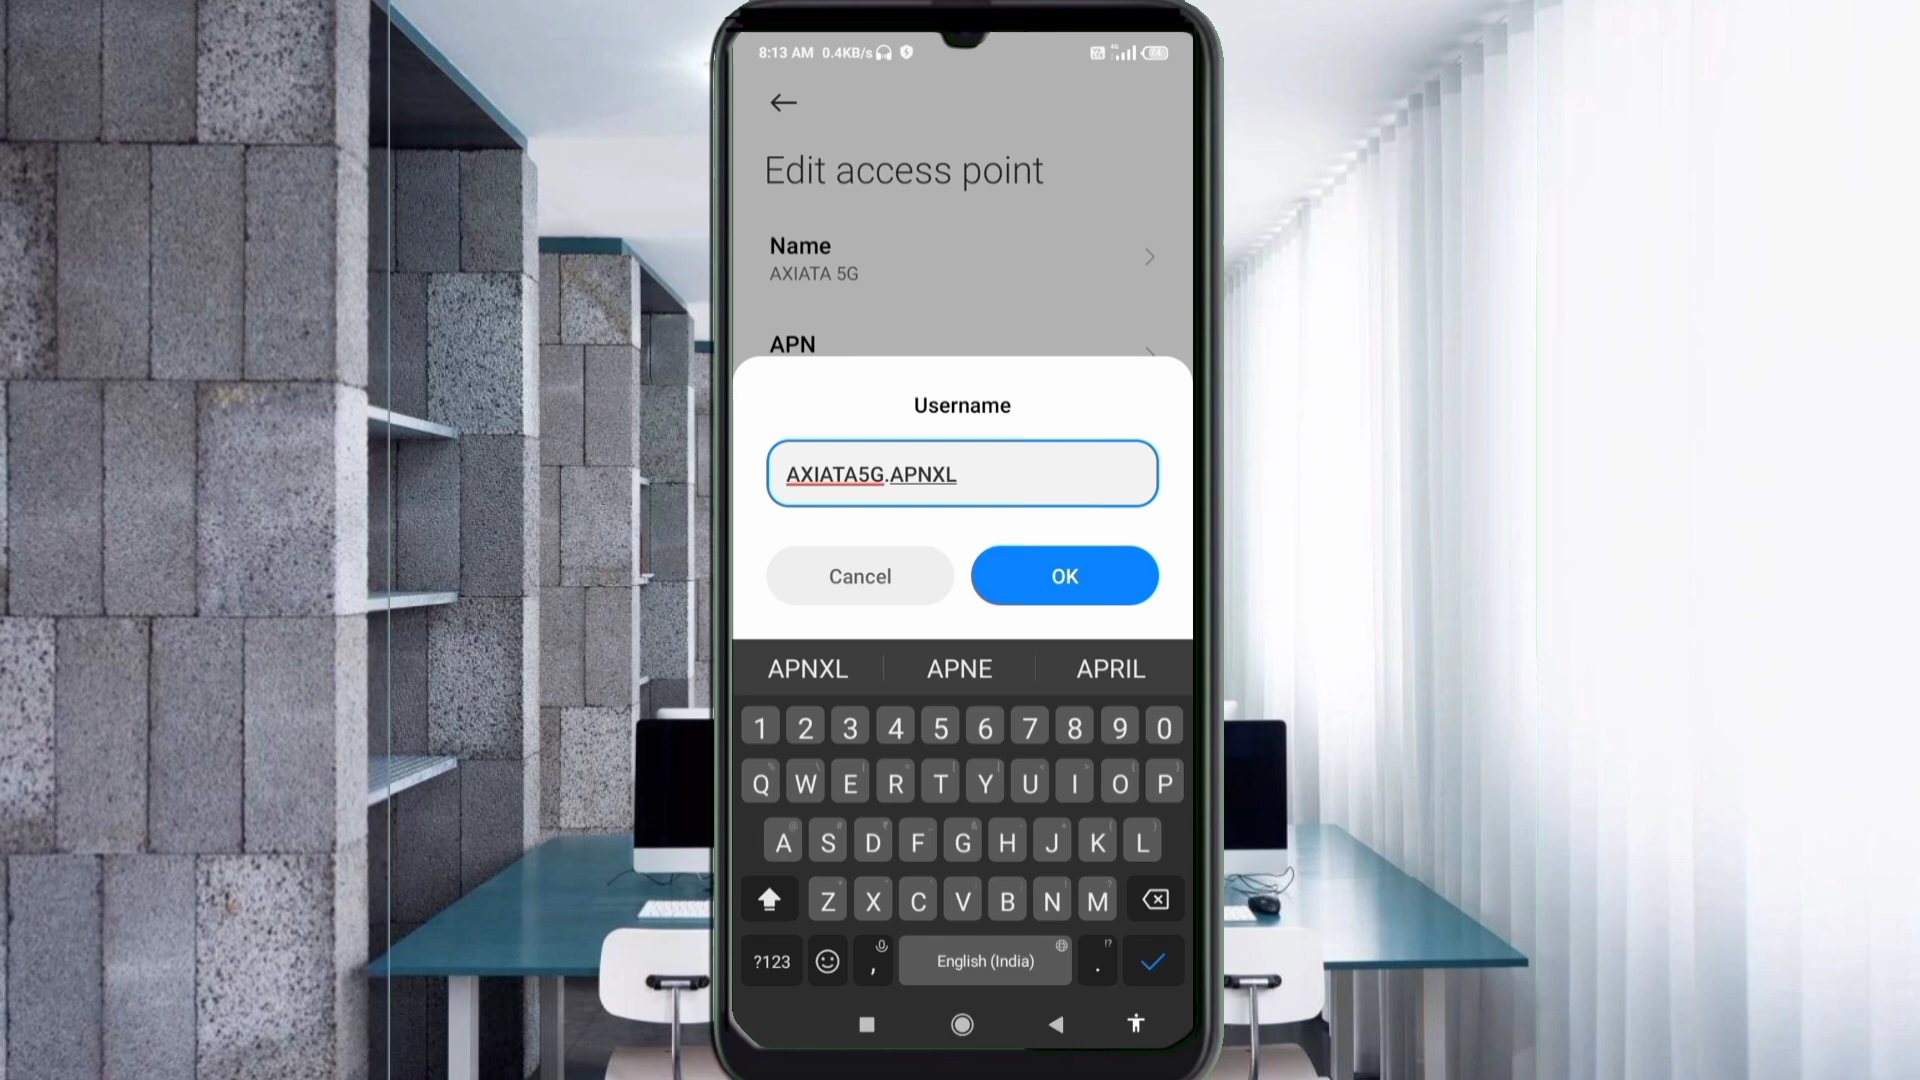 8:13 AM 0.4KB/s
4G
Edit access point
Name
AXIATA 5G
APN
Username
AXIATA5G.APNXL
Cancel OK
APNXL APNE APRIL
1 2 3 4 5 6 7 8 9 0
Q W E R T Y U I O P
A S D F G H J K L
Z X C V B N M
?123 , English (India) . !?